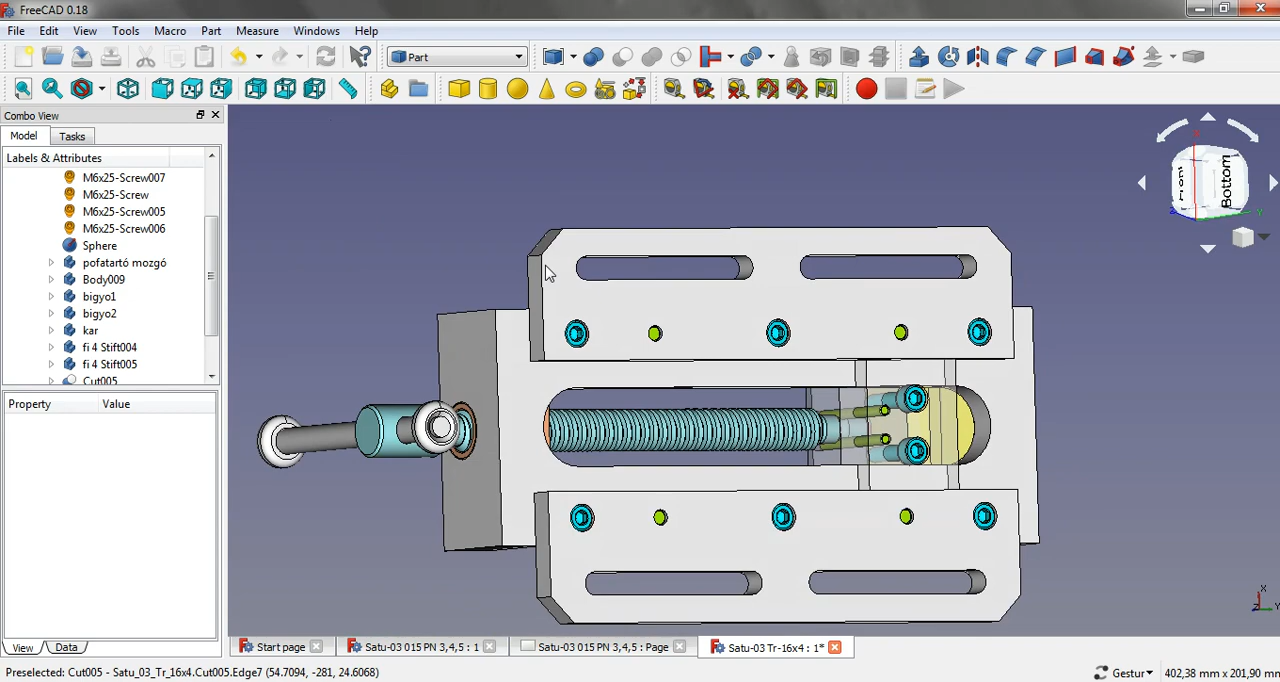 FreeCAD 0.18
File Edit View Tools Macro Part Measure Windows Help
Part
Combo View
Model Tasks
Labels & Attributes
M6x25-Screw007
M6x25-Screw
M6x25-Screw005
M6x25-Screw006
Sphere
pofatartó mozgó
Body009
bigyo1
bigyo2
kar
fi 4 Stift004
fi 4 Stift005
Cut005
Property Value
Front Bottom
X
Z Y
View Data
Start page Satu-03 015 PN 3,4,5 : 1 Satu-03 015 PN 3,4,5 : Page Satu-03 Tr-16x4 : 1*
Preselected: Cut005 - Satu_03_Tr_16x4.Cut005.Edge7 (54.7094, -281, 24.6068) Gestur 402,38 mm x 201,90 mm